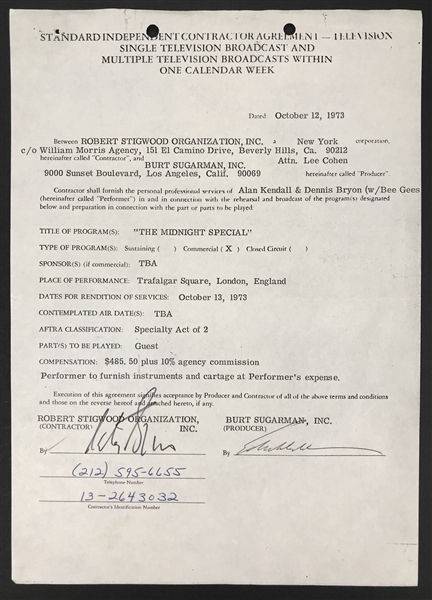 STANDARD INDEPENDENT CONTRACTOR AGREEMENT — TELEVISION
SINGLE TELEVISION BROADCAST AND
MULTIPLE TELEVISION BROADCASTS WITHIN
ONE CALENDAR WEEK
Dated: October 12, 1973
Between ROBERT STIGWOOD ORGANIZATION, INC. a New York corporation,
c/o William Morris Agency, 151 El Camino Drive, Beverly Hills, Ca. 90212
hereinafter called "Contractor", and Attn. Lee Cohen
BURT SUGARMAN, INC.
9000 Sunset Boulevard, Los Angeles, Calif. 90069 hereinafter called "Producer".
Contractor shall furnish the personal professional services of Alan Kendall & Dennis Bryon (w/Bee Gees
(hereinafter called "Performer") in and in connection with the rehearsal and broadcast of the program(s) designated
below and preparation in connection with the part or parts to be played:
TITLE OF PROGRAM(S): "THE MIDNIGHT SPECIAL"
TYPE OF PROGRAM(S): Sustaining ( ) Commercial ( X ) Closed Circuit ( )
SPONSOR(S) (if commercial): TBA
PLACE OF PERFORMANCE: Trafalgar Square, London, England
DATES FOR RENDITION OF SERVICES: October 13, 1973
CONTEMPLATED AIR DATE(S): TBA
AFTRA CLASSIFICATION: Specialty Act of 2
PART(S) TO BE PLAYED: Guest
COMPENSATION: $485.50 plus 10% agency commission
Performer to furnish instruments and cartage at Performer's expense.
Execution of this agreement signifies acceptance by Producer and Contractor of all of the above terms and conditions
and those on the reverse hereof and attached hereto, if any.
ROBERT STIGWOOD ORGANIZATION, INC.
(CONTRACTOR)
By
(212) 595-6655
Telephone Number
13-2643032
Contractor's Identification Number
BURT SUGARMAN, INC.
(PRODUCER)
By